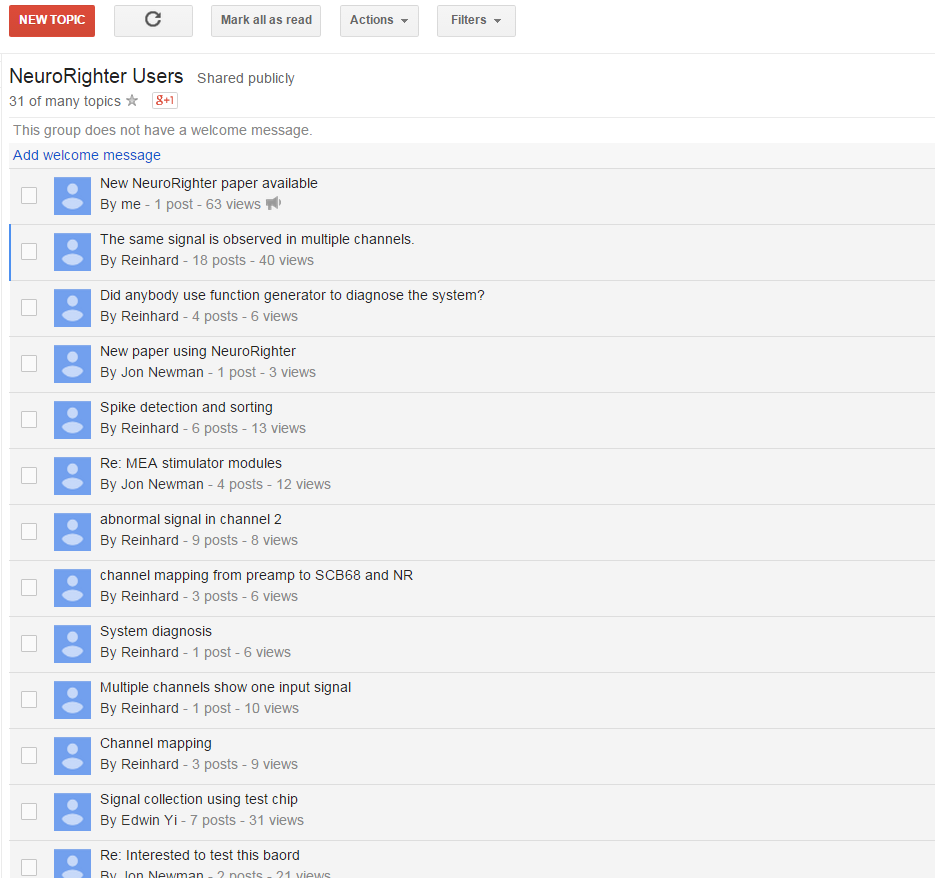 NEW TOPIC Mark all as read Actions Filters
NeuroRighter Users Shared publicly
31 of many topics g+1
This group does not have a welcome message.
Add welcome message
New NeuroRighter paper available
By me - 1 post - 63 views
The same signal is observed in multiple channels.
By Reinhard - 18 posts - 40 views
Did anybody use function generator to diagnose the system?
By Reinhard - 4 posts - 6 views
New paper using NeuroRighter
By Jon Newman - 1 post - 3 views
Spike detection and sorting
By Reinhard - 6 posts - 13 views
Re: MEA stimulator modules
By Jon Newman - 4 posts - 12 views
abnormal signal in channel 2
By Reinhard - 9 posts - 8 views
channel mapping from preamp to SCB68 and NR
By Reinhard - 3 posts - 6 views
System diagnosis
By Reinhard - 1 post - 6 views
Multiple channels show one input signal
By Reinhard - 1 post - 10 views
Channel mapping
By Reinhard - 3 posts - 9 views
Signal collection using test chip
By Edwin Yi - 7 posts - 31 views
Re: Interested to test this baord
By Jon Newman - 2 posts - 21 views